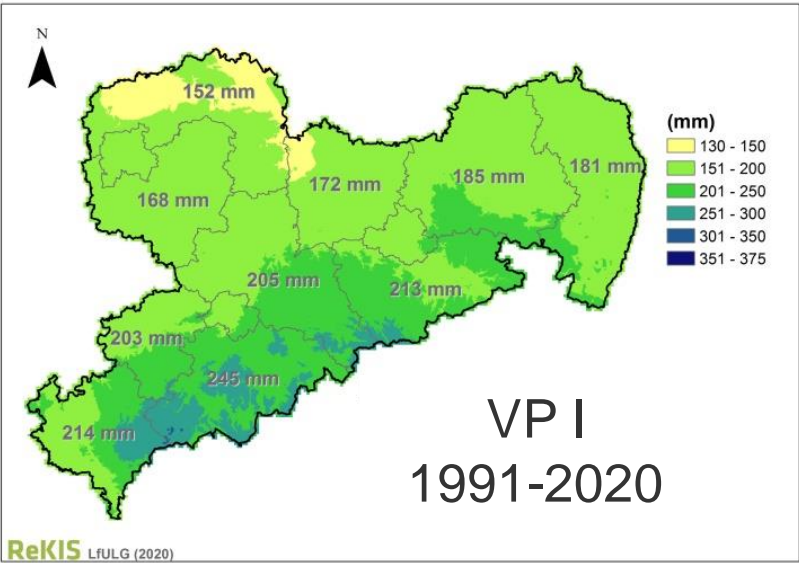 N
152 mm
(mm)
130 - 150
151 - 200
201 - 250
251 - 300
301 - 350
351 - 375
181 mm
185 mm
172 mm
168 mm
205 mm
213 mm
203 mm
245 mm
214 mm
VP I
1991-2020
ReKIS LfULG (2020)